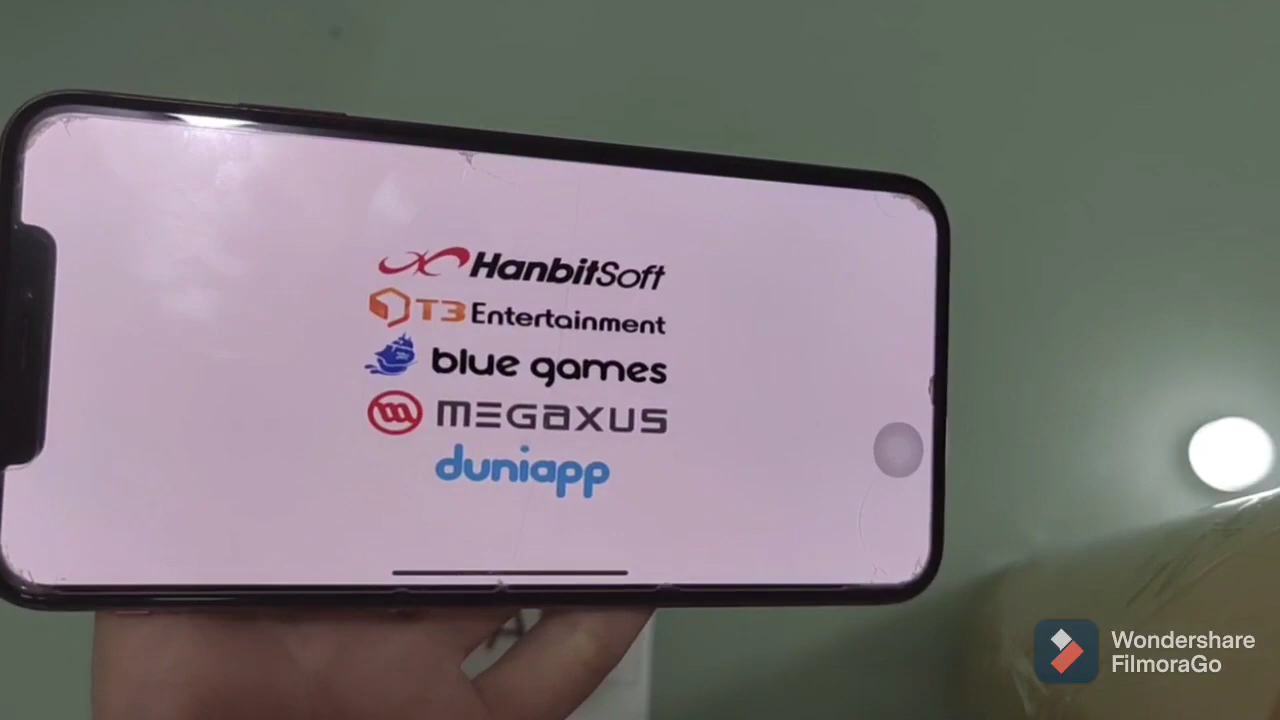 HanbitSoft
T3 Entertainment
blue games
MEGAXUS
duniapp
Wondershare
FilmoraGo